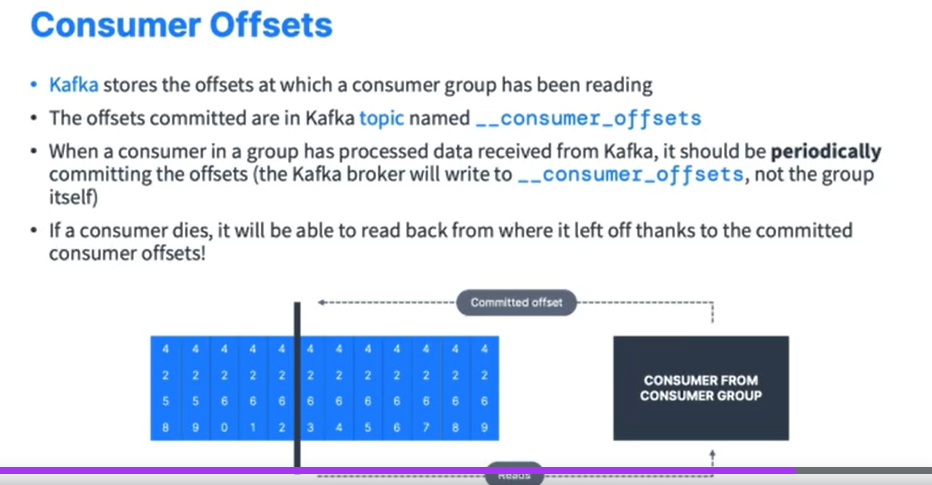 Consumer Offsets
• Kafka stores the offsets at which a consumer group has been reading
• The offsets committed are in Kafka topic named __consumer_offsets
• When a consumer in a group has processed data received from Kafka, it should be periodically
committing the offsets (the Kafka broker will write to __consumer_offsets, not the group
itself)
• If a consumer dies, it will be able to read back from where it left off thanks to the committed
consumer offsets!
Committed offset
4 4 4 4 4 4 4 4 4 4 4 4
2 2 2 2 2 2 2 2 2 2 2 2
5 5 6 6 6 6 6 6 6 6 6 6
8 9 0 1 2 3 4 5 6 7 8 9
CONSUMER FROM
CONSUMER GROUP
Reads